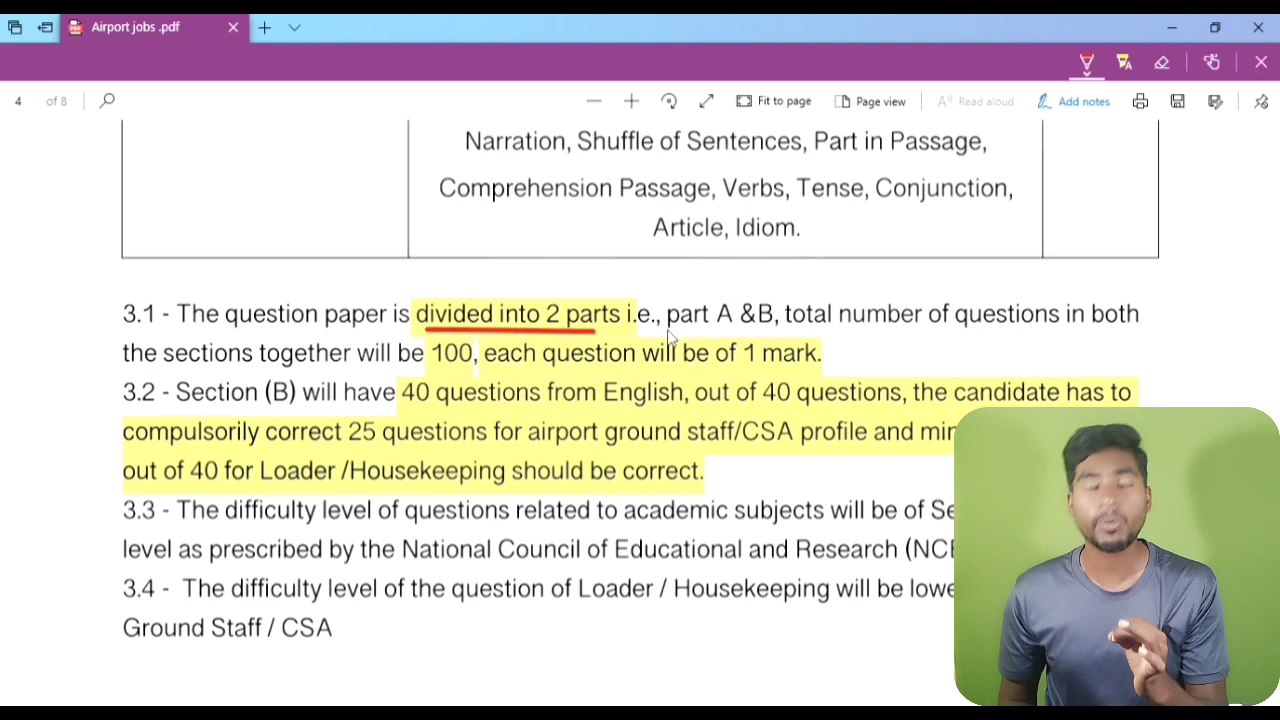 Airport jobs .pdf
4 of 8
Fit to page
Page view
Read aloud
Add notes
Narration, Shuffle of Sentences, Part in Passage,
Comprehension Passage, Verbs, Tense, Conjunction,
Article, Idiom.
3.1 - The question paper is divided into 2 parts i.e., part A &B, total number of questions in both
the sections together will be 100, each question will be of 1 mark.
3.2 - Section (B) will have 40 questions from English, out of 40 questions, the candidate has to
compulsorily correct 25 questions for airport ground staff/CSA profile and
out of 40 for Loader /Housekeeping should be correct.
3.3 - The difficulty level of questions related to academic subjects will be of
level as prescribed by the National Council of Educational and Research
3.4 - The difficulty level of the question of Loader / Housekeeping will be
Ground Staff / CSA